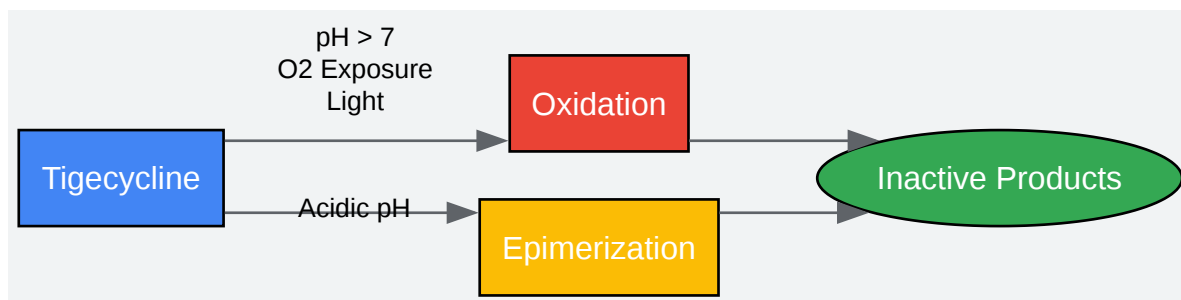 pH > 7
O2 Exposure
Light
Oxidation
Tigecycline
Inactive Products
Acidic pH
Epimerization